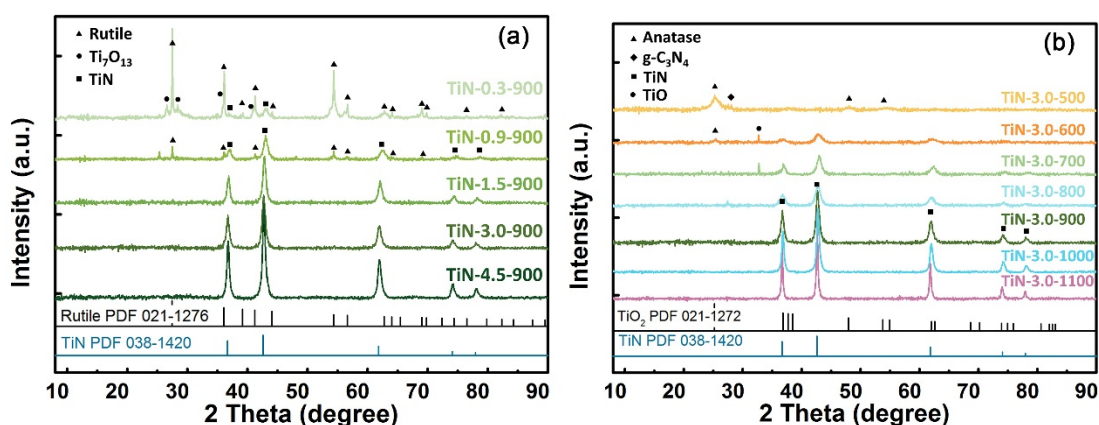 (a)
Rutile
Ti7O13
TiN
TiN-0.3-900
TiN-0.9-900
TiN-1.5-900
TiN-3.0-900
TiN-4.5-900
Rutile PDF 021-1276
TiN PDF 038-1420
Intensity (a.u.)
10 20 30 40 50 60 70 80 90
2 Theta (degree)
(b)
Anatase
g-C3N4
TiN
TiO
TiN-3.0-500
TiN-3.0-600
TiN-3.0-700
TiN-3.0-800
TiN-3.0-900
TiN-3.0-1000
TiN-3.0-1100
TiO2 PDF 021-1272
TiN PDF 038-1420
Intensity (a.u.)
10 20 30 40 50 60 70 80 90
2 Theta (degree)